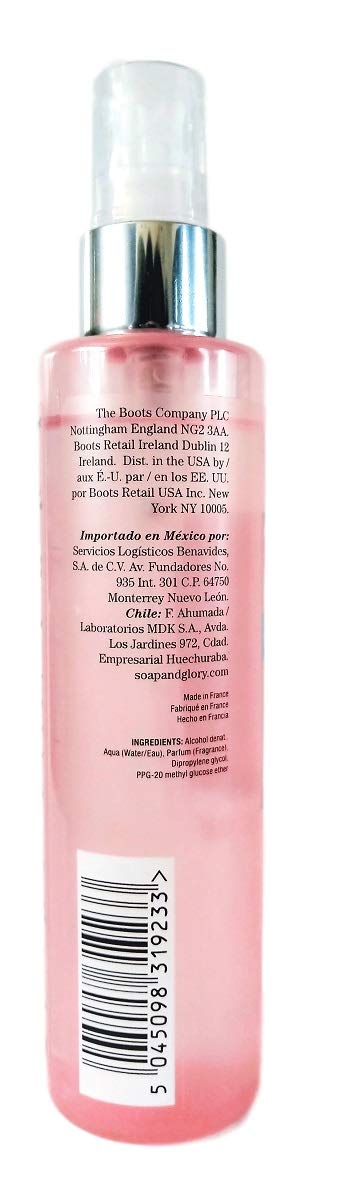 The Boots Company PLC
Nottingham England NG2 3AA.
Boots Retail Ireland Dublin 12
Ireland. Dist. in the USA by /
aux É.-U. par / en los EE. UU.
por Boots Retail USA Inc. New
York NY 10005.
Importado en México por:
Servicios Logísticos Benavides,
S.A. de C.V. Av. Fundadores No.
935 Int. 301 C.P. 64750
Monterrey Nuevo León.
Chile: F. Ahumada /
Laboratorios MDK S.A., Avda.
Los Jardines 972, Cdad.
Empresarial Huechuraba.
soapandglory.com
Made in France
Fabriqué en France
Hecho en Francia
INGREDIENTS: Alcohol denat.,
Aqua (Water/Eau), Parfum (Fragrance),
Dipropylene glycol,
PPG-20 methyl glucose ether
5 045098 319233 >